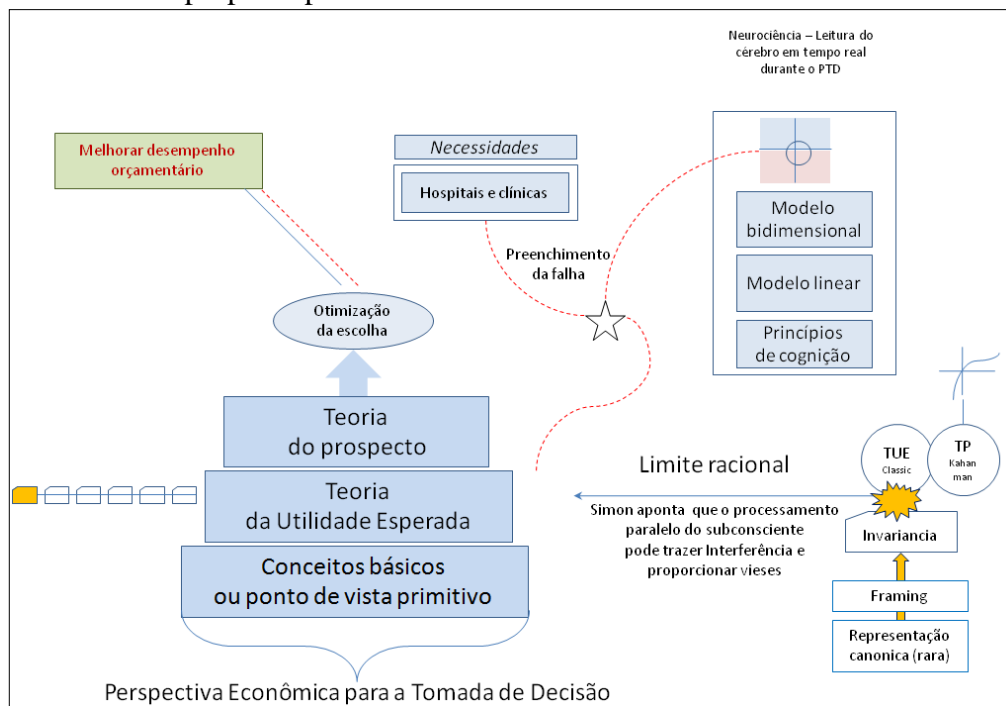 Neurociência – Leitura do
cérebro em tempo real
durante o PTD
Melhorar desempenho
orçamentário
Necessidades
Hospitais e clínicas
Modelo
bidimensional
Preenchimento
da falha
Modelo linear
Otimização
da escolha
Princípios
de cognição
Teoria
do prospecto
TUE
Classic
TP
Kahan
man
Limite racional
Teoria
da Utilidade Esperada
Simon aponta que o processamento
paralelo do subconsciente
pode trazer Interferência e
proporcionar vieses
Invariancia
Conceitos básicos
ou ponto de vista primitivo
Framing
Representação
canonica (rara)
Perspectiva Econômica para a Tomada de Decisão